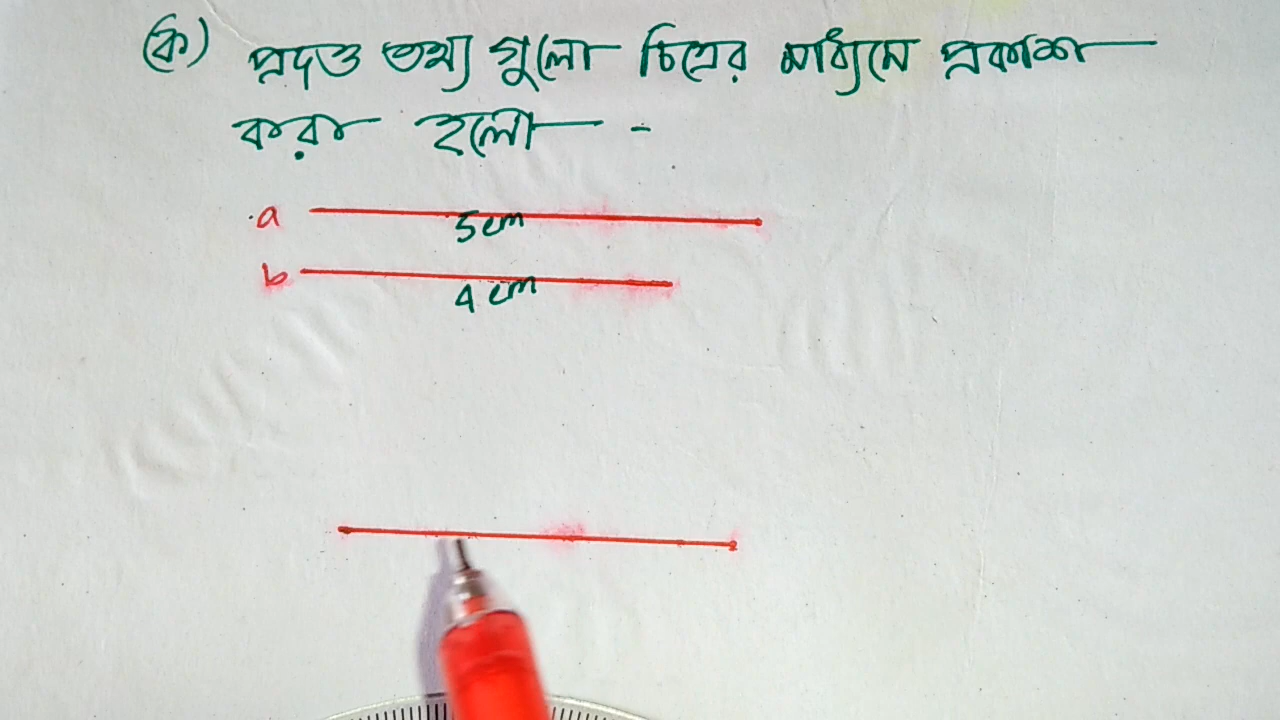 (ক) প্রদত্ত তথ্য গুলো চিত্রের মাধ্যমে প্রকাশ
করা হলো -
a 5cm
b 4cm